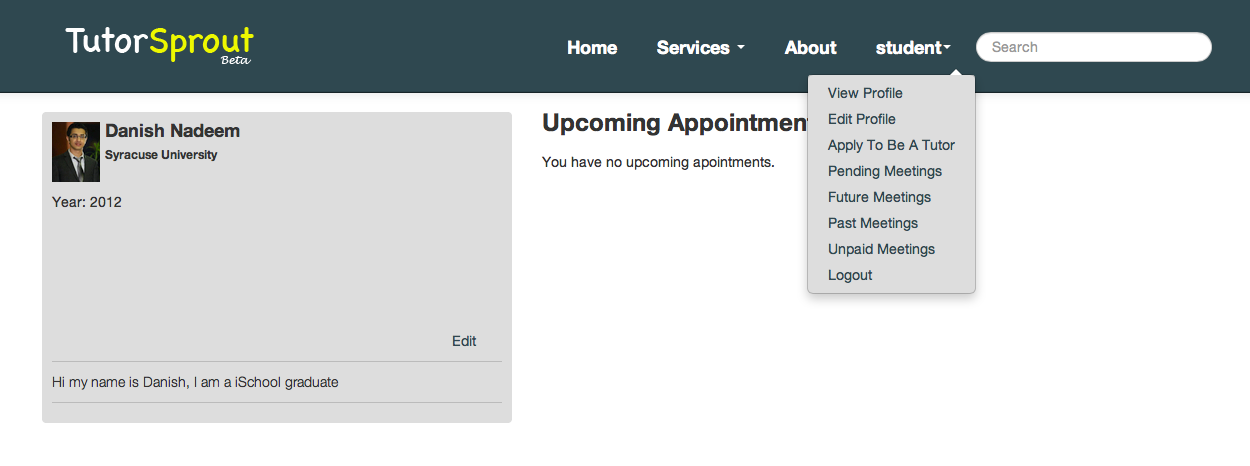 TutorSprout
Beta
Home
Services
About
student
Search
View Profile
Edit Profile
Apply To Be A Tutor
Pending Meetings
Future Meetings
Past Meetings
Unpaid Meetings
Logout
Danish Nadeem
Syracuse University
Year: 2012
Edit
Hi my name is Danish, I am a iSchool graduate
Upcoming Appointmen
You have no upcoming apointments.